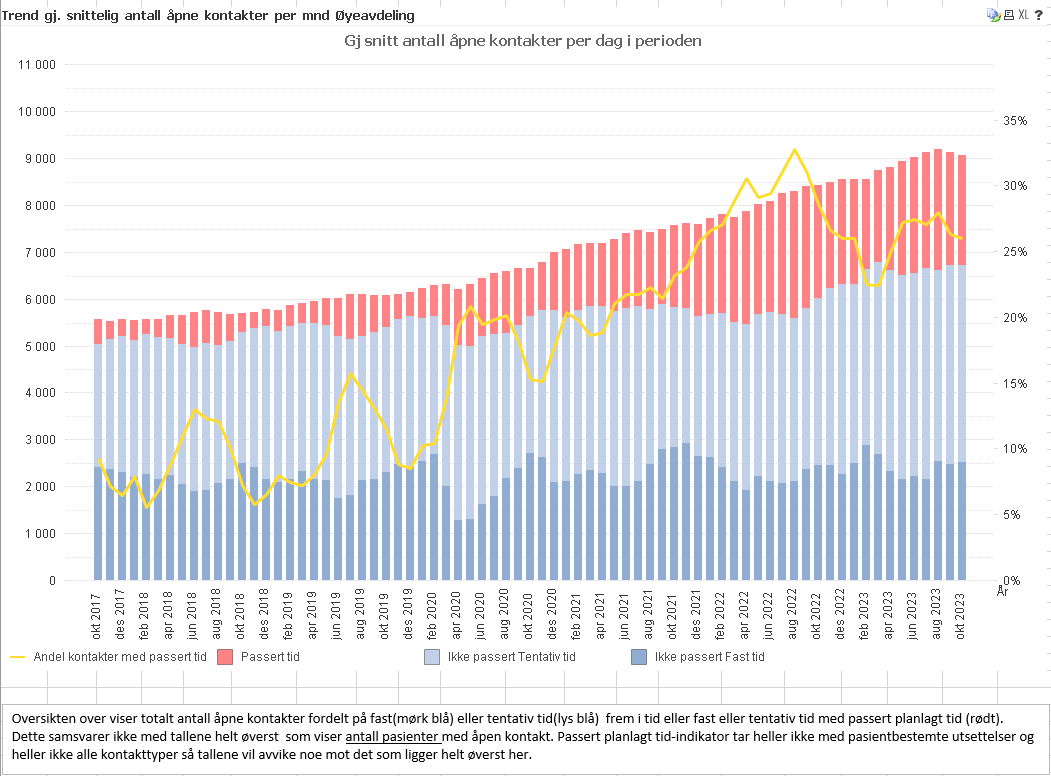 Trend gj. snittelig antall åpne kontakter per mnd Øyeavdeling
XL ?
Gj snitt antall åpne kontakter per dag i perioden
11 000
10 000
9 000
8 000
7 000
6 000
5 000
4 000
3 000
2 000
1 000
0
35%
30%
25%
20%
15%
10%
5%
0%
År
okt 2017
des 2017
feb 2018
apr 2018
jun 2018
aug 2018
okt 2018
des 2018
feb 2019
apr 2019
jun 2019
aug 2019
okt 2019
des 2019
feb 2020
apr 2020
jun 2020
aug 2020
okt 2020
des 2020
feb 2021
apr 2021
jun 2021
aug 2021
okt 2021
des 2021
feb 2022
apr 2022
jun 2022
aug 2022
okt 2022
des 2022
feb 2023
apr 2023
jun 2023
aug 2023
okt 2023
Andel kontakter med passert tid
Passert tid
Ikke passert Tentativ tid
Ikke passert Fast tid
Oversikten over viser totalt antall åpne kontakter fordelt på fast(mørk blå) eller tentativ tid(lys blå)  frem i tid eller fast eller tentativ tid med passert planlagt tid (rødt).
Dette samsvarer ikke med tallene helt øverst  som viser antall pasienter med åpen kontakt. Passert planlagt tid-indikator tar heller ikke med pasientbestemte utsettelser og
heller ikke alle kontakttyper så tallene vil avvike noe mot det som ligger helt øverst her.